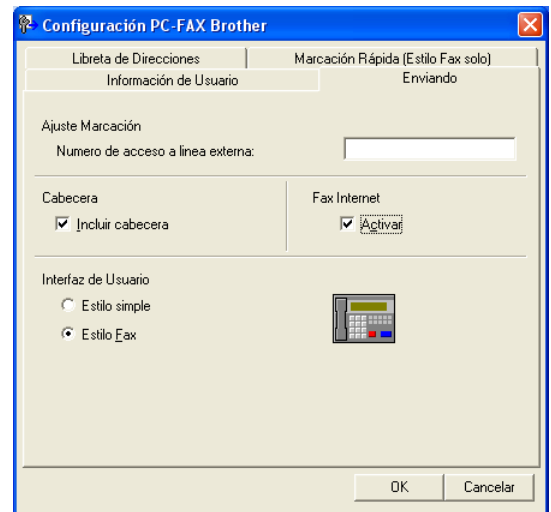 Configuración PC-FAX Brother
Libreta de Direcciones
Marcación Rápida (Estilo Fax solo)
Información de Usuario
Enviando
Ajuste Marcación
Numero de acceso a linea externa:
Cabecera
Fax Internet
Incluir cabecera
Activar
Interfaz de Usuario
Estilo simple
Estilo Fax
OK
Cancelar